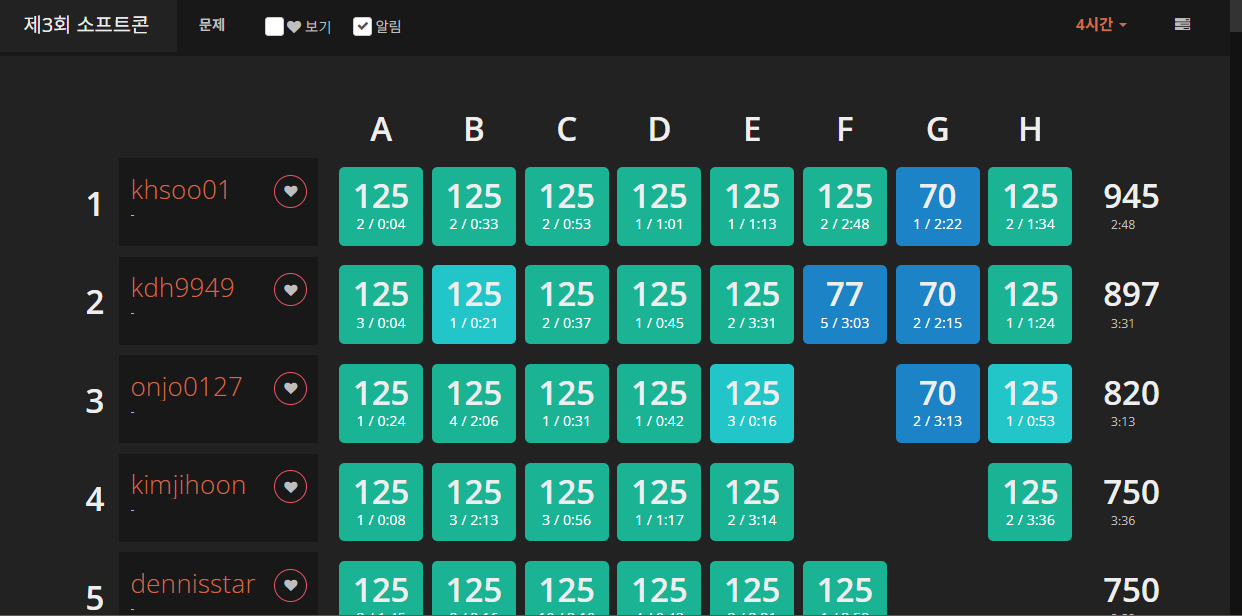 제3회 소프트콘 문제 보기 알림 4시간
A B C D E F G H
1 khsoo01 125 125 125 125 125 125 70 125 945
- 2 / 0:04 2 / 0:33 2 / 0:53 1 / 1:01 1 / 1:13 2 / 2:48 1 / 2:22 2 / 1:34 2:48
2 kdh9949 125 125 125 125 125 77 70 125 897
- 3 / 0:04 1 / 0:21 2 / 0:37 1 / 0:45 2 / 3:31 5 / 3:03 2 / 2:15 1 / 1:24 3:31
3 onjo0127 125 125 125 125 125 70 125 820
- 1 / 0:24 4 / 2:06 1 / 0:31 1 / 0:42 3 / 0:16 2 / 3:13 1 / 0:53 3:13
4 kimjihoon 125 125 125 125 125 125 750
- 1 / 0:08 3 / 2:13 3 / 0:56 1 / 1:17 2 / 3:14 2 / 3:36 3:36
5 dennisstar 125 125 125 125 125 125 750
-